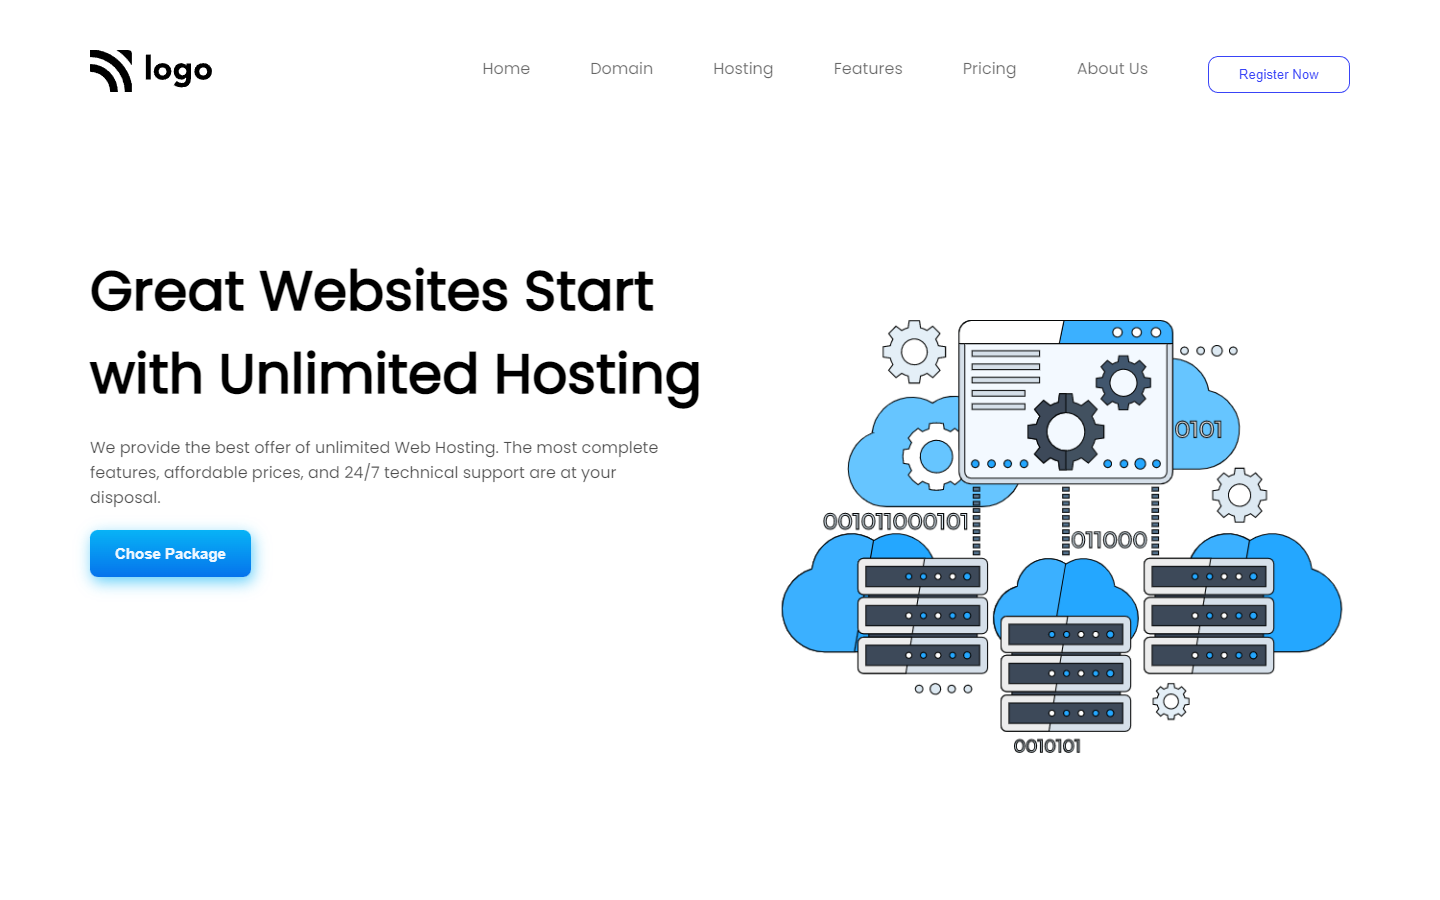 logo
Home Domain Hosting Features Pricing About Us Register Now
Great Websites Start
with Unlimited Hosting
We provide the best offer of unlimited Web Hosting. The most complete
features, affordable prices, and 24/7 technical support are at your
disposal.
Chose Package
0101
001011000101
011000
0010101